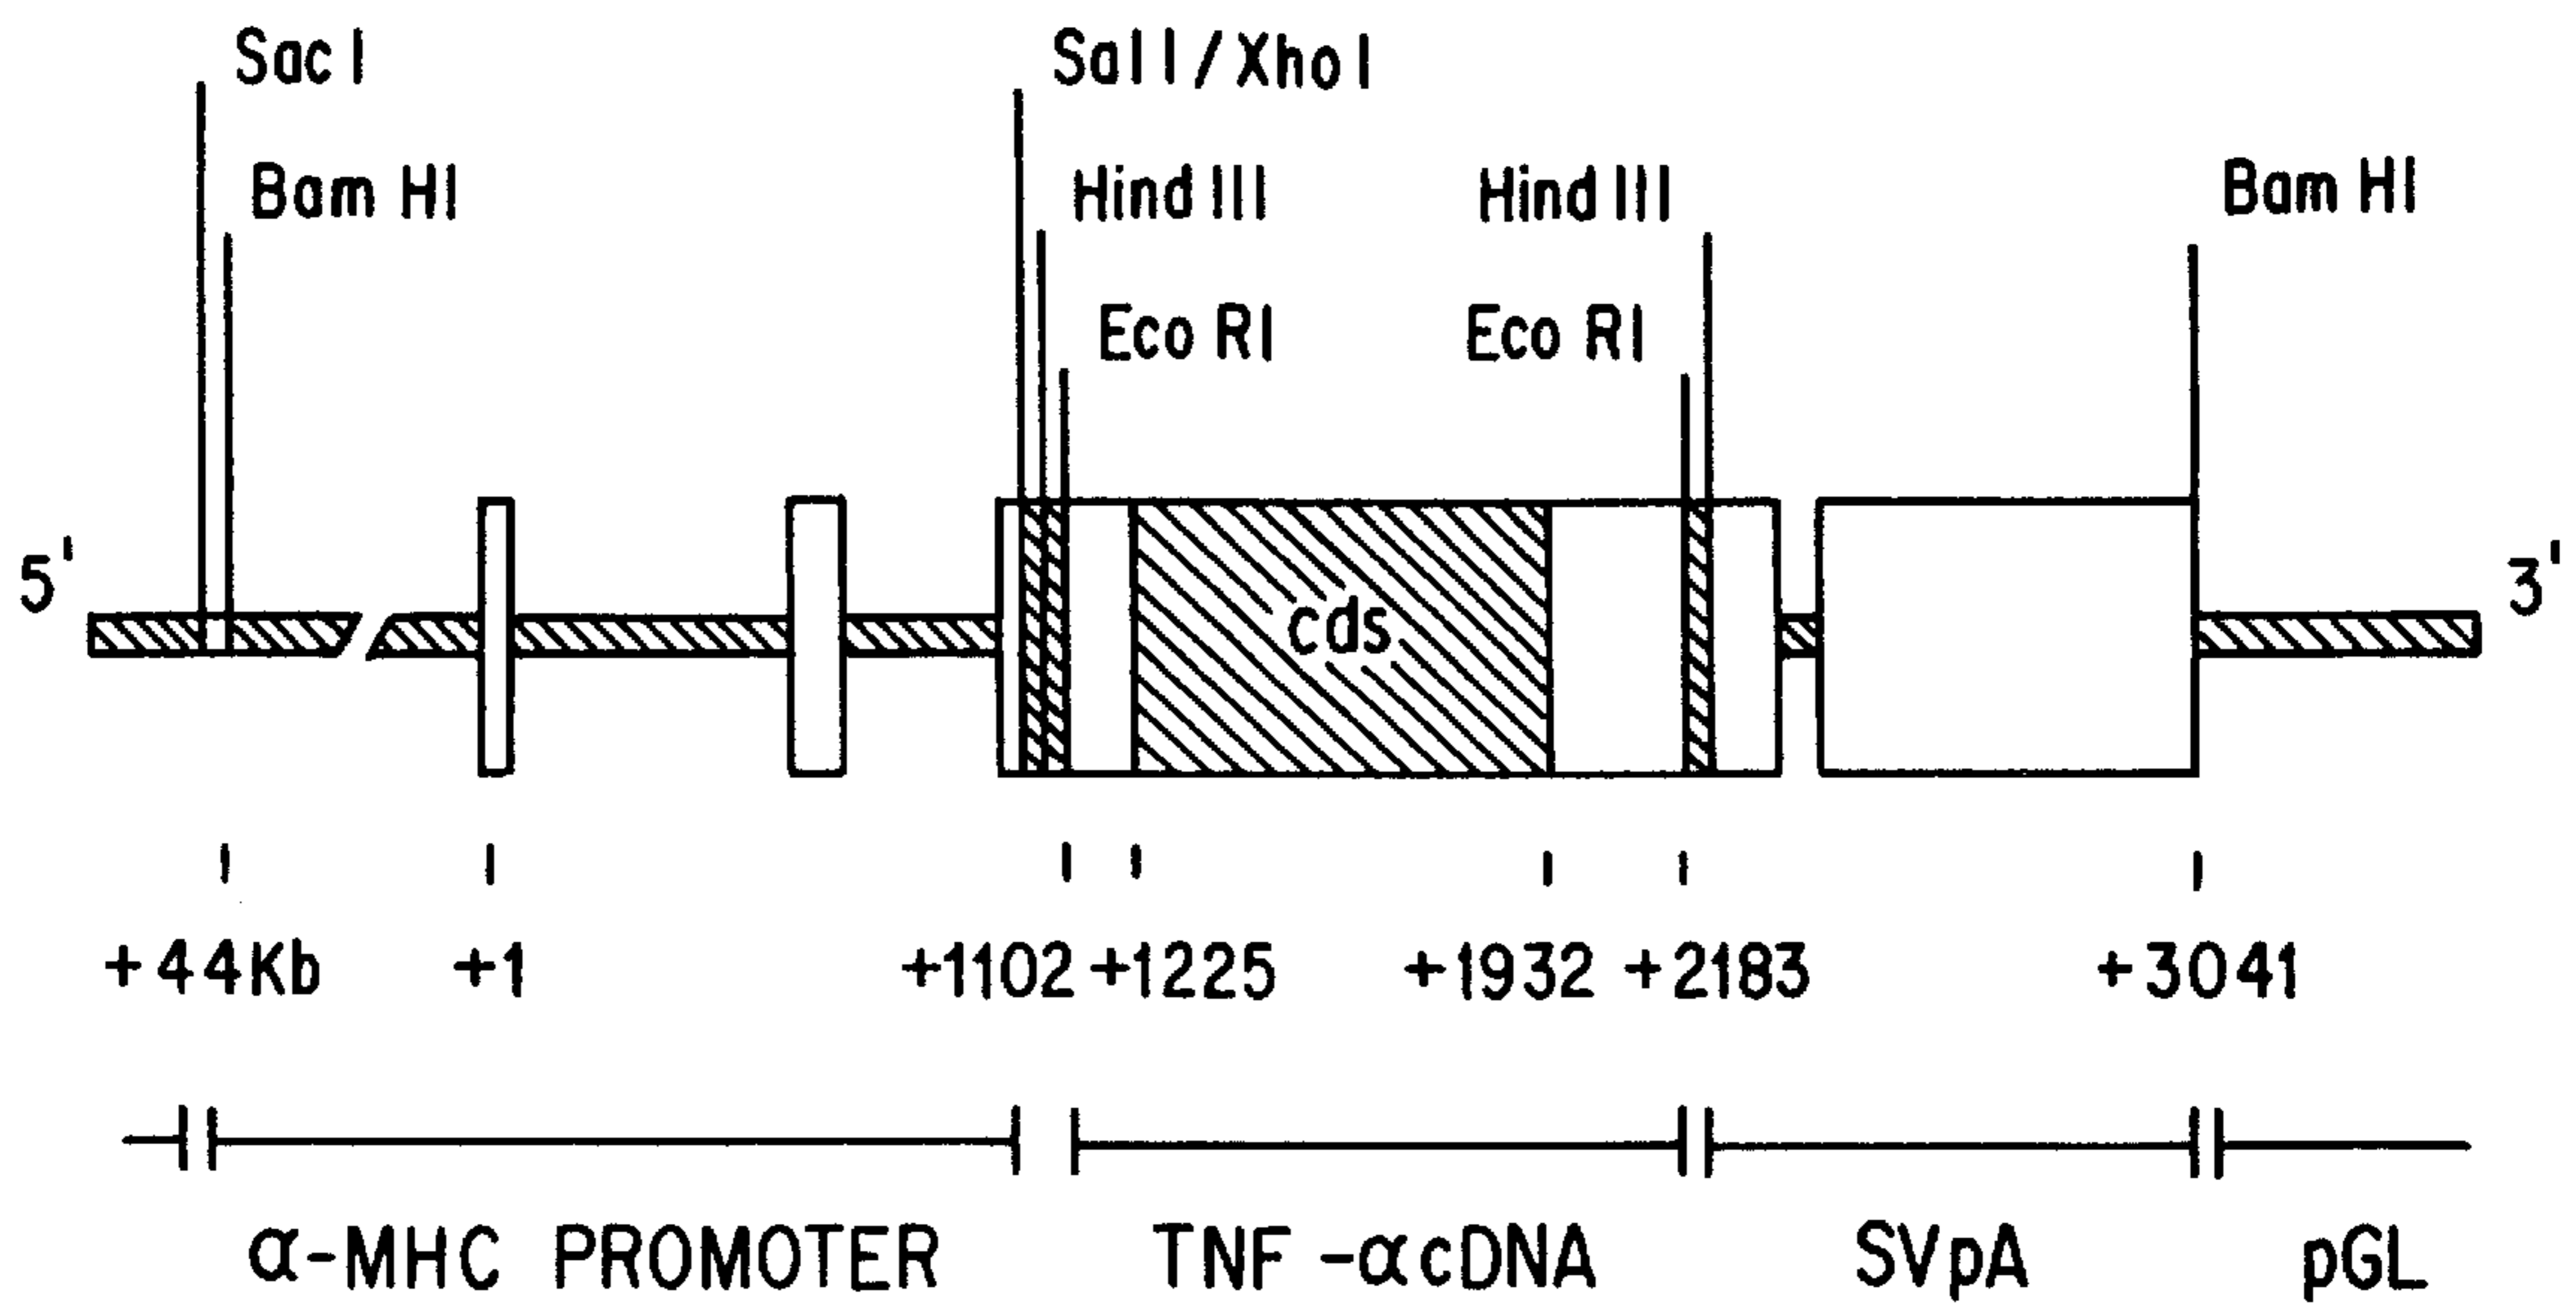 Sac I
Sal I / Xho I
Bam HI
Hind III
Hind III
Bam HI
Eco RI
Eco RI
5'
3'
cds
+44Kb
+1
+1102
+1225
+1932
+2183
+3041
α-MHC PROMOTER
TNF-αcDNA
SVpA
pGL